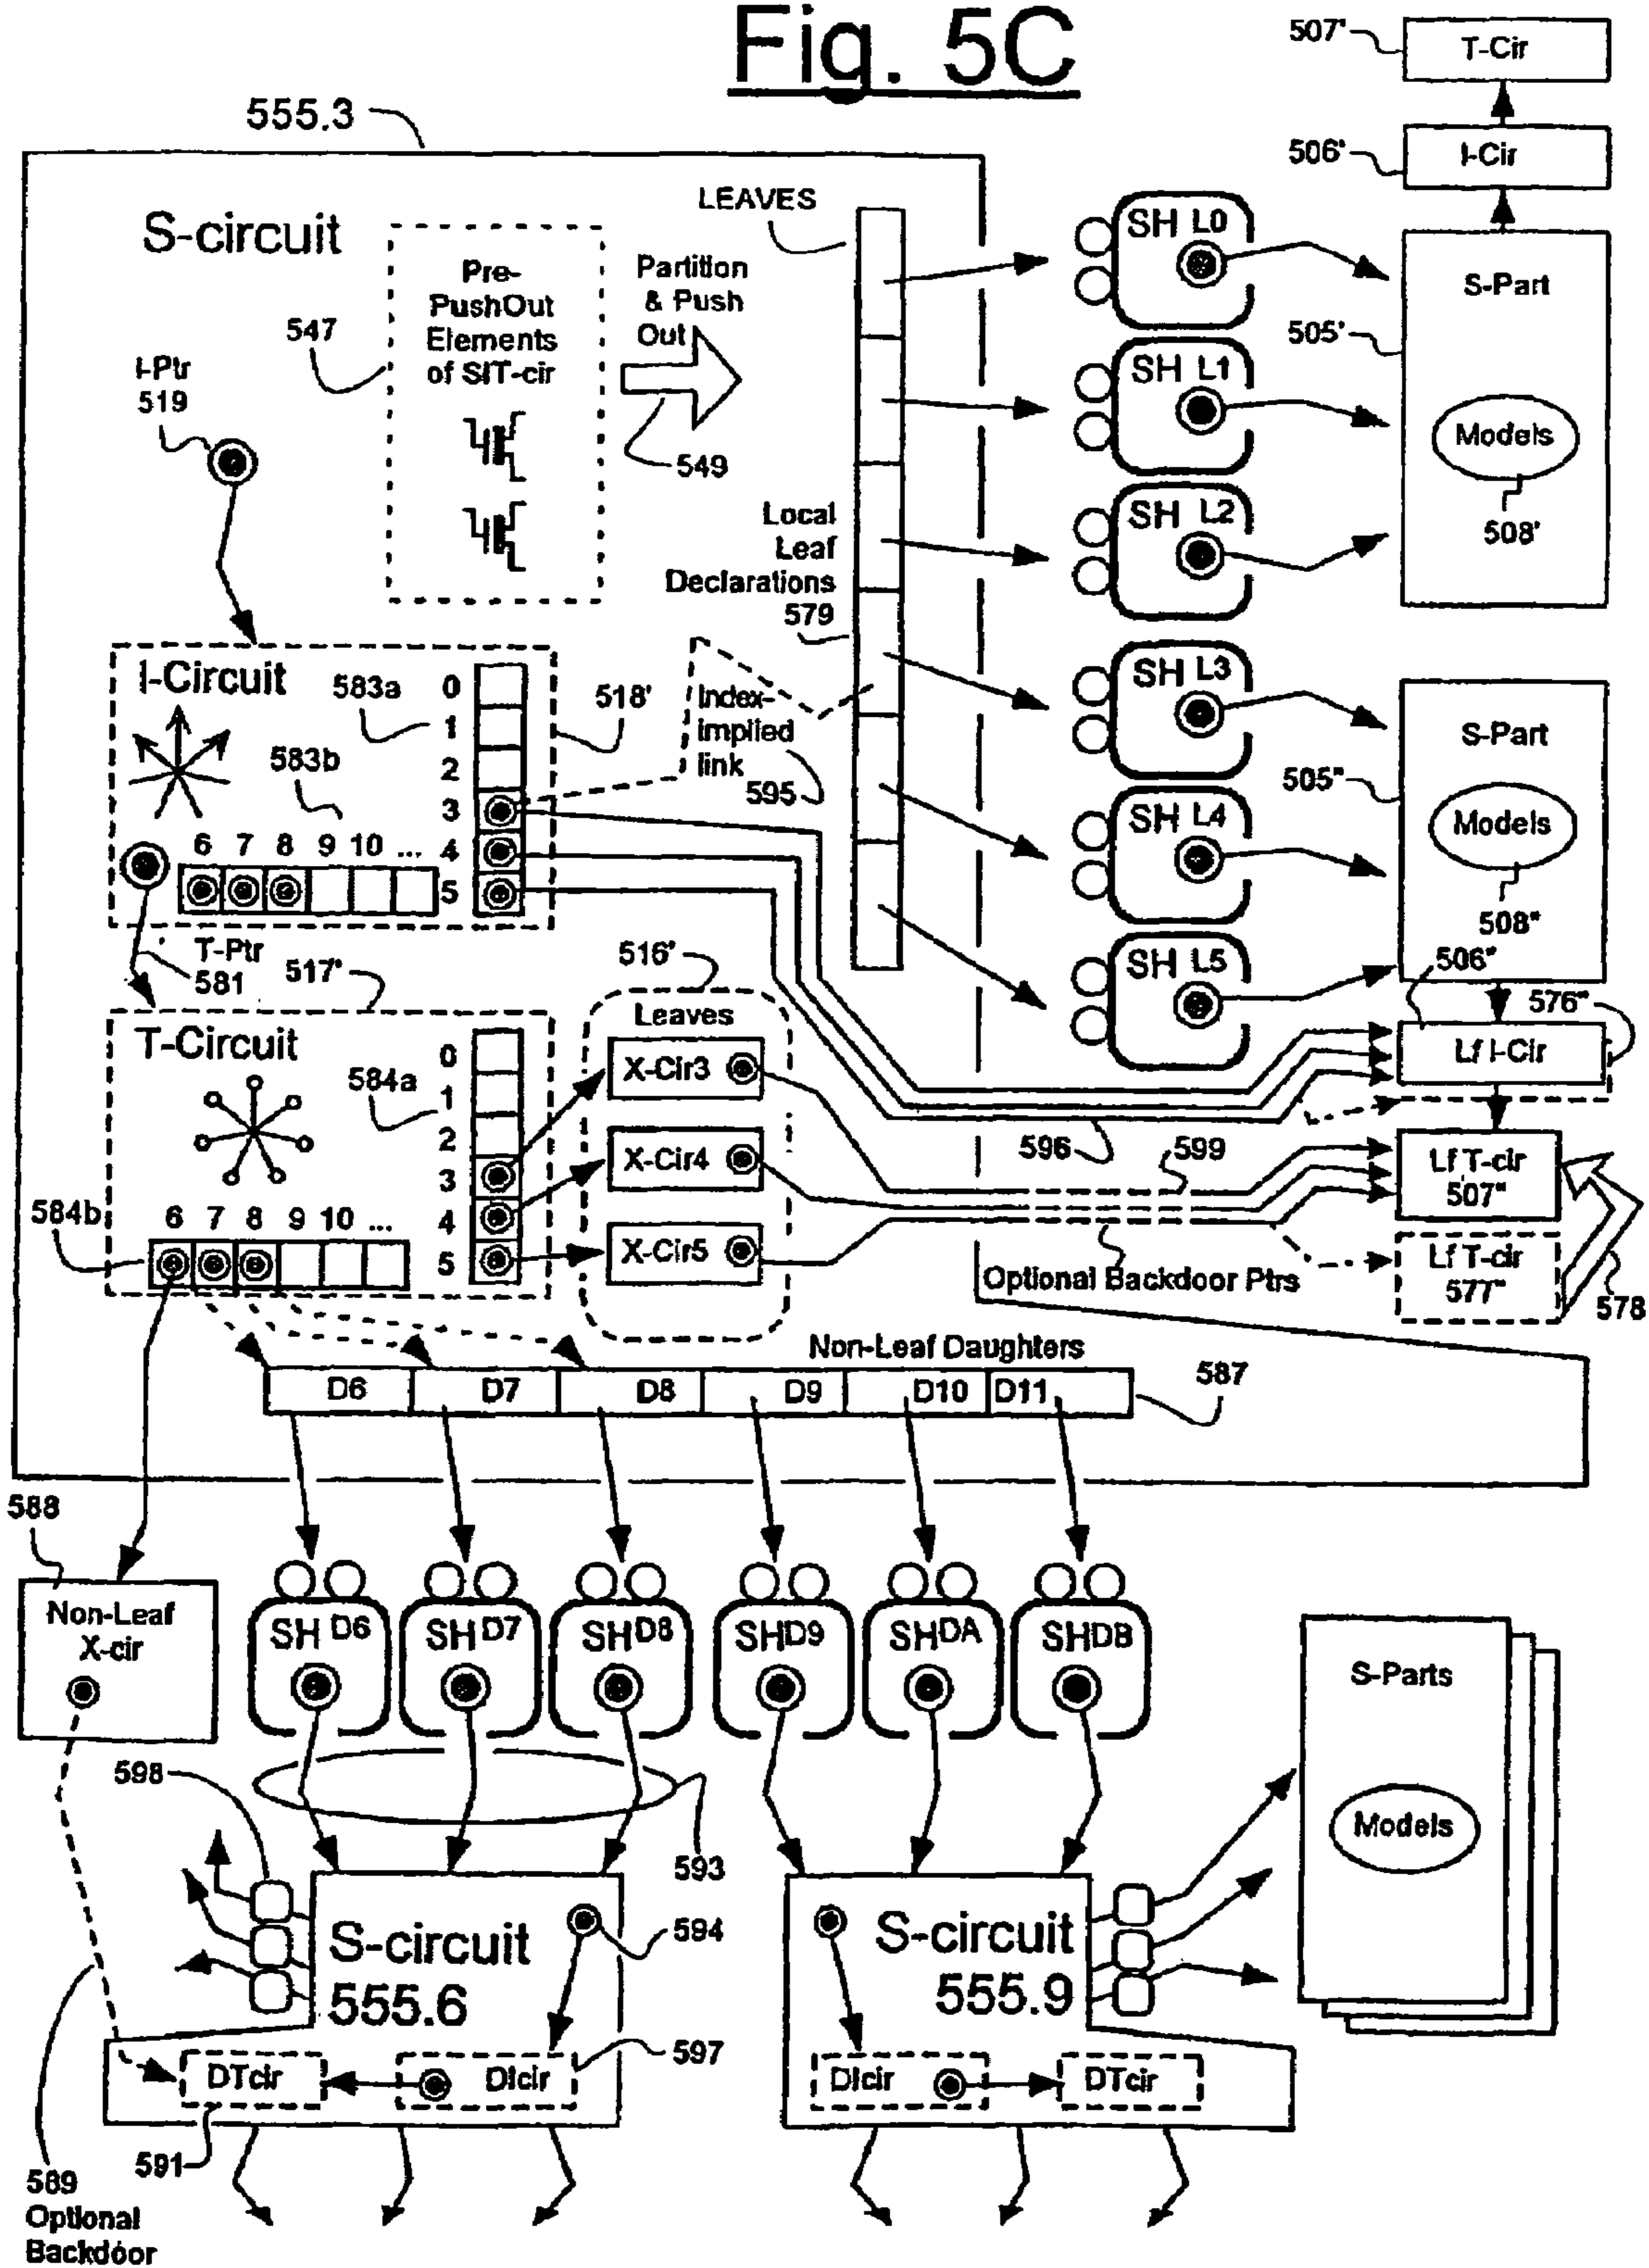 Fig. 5C
507'
T-Cir
506'
I-Cir
555.3
S-circuit
547
Pre-
PushOut
Elements
of SIT-cir
Partition
& Push
Out
549
LEAVES
Local
Leaf
Declarations
579
SH L0
SH L1
SH L2
SH L3
SH L4
SH L5
505'
S-Part
Models
508'
505"
S-Part
Models
508"
506"
576"
I-Ptr
519
I-Circuit
583a
583b
518'
0
1
2
3
4
5
6 7 8 9 10 ...
Index-
implied
link
595
T-Ptr
581
517'
516'
T-Circuit
584a
584b
0
1
2
3
4
5
6 7 8 9 10 ...
Leaves
X-Cir3
X-Cir4
X-Cir5
Lf I-Cir
596
599
Lf T-cir
507"
Optional Backdoor Ptrs
Lf T-cir
577"
578
Non-Leaf Daughters
D6 D7 D8 D9 D10 D11
587
588
Non-Leaf
X-cir
SH D6
SH D7
SH D8
SH D9
SH DA
SH DB
S-Parts
Models
598
593
S-circuit
555.6
594
597
DTcir
DIcir
591
S-circuit
555.9
DIcir
DTcir
589
Optional
Backdoor